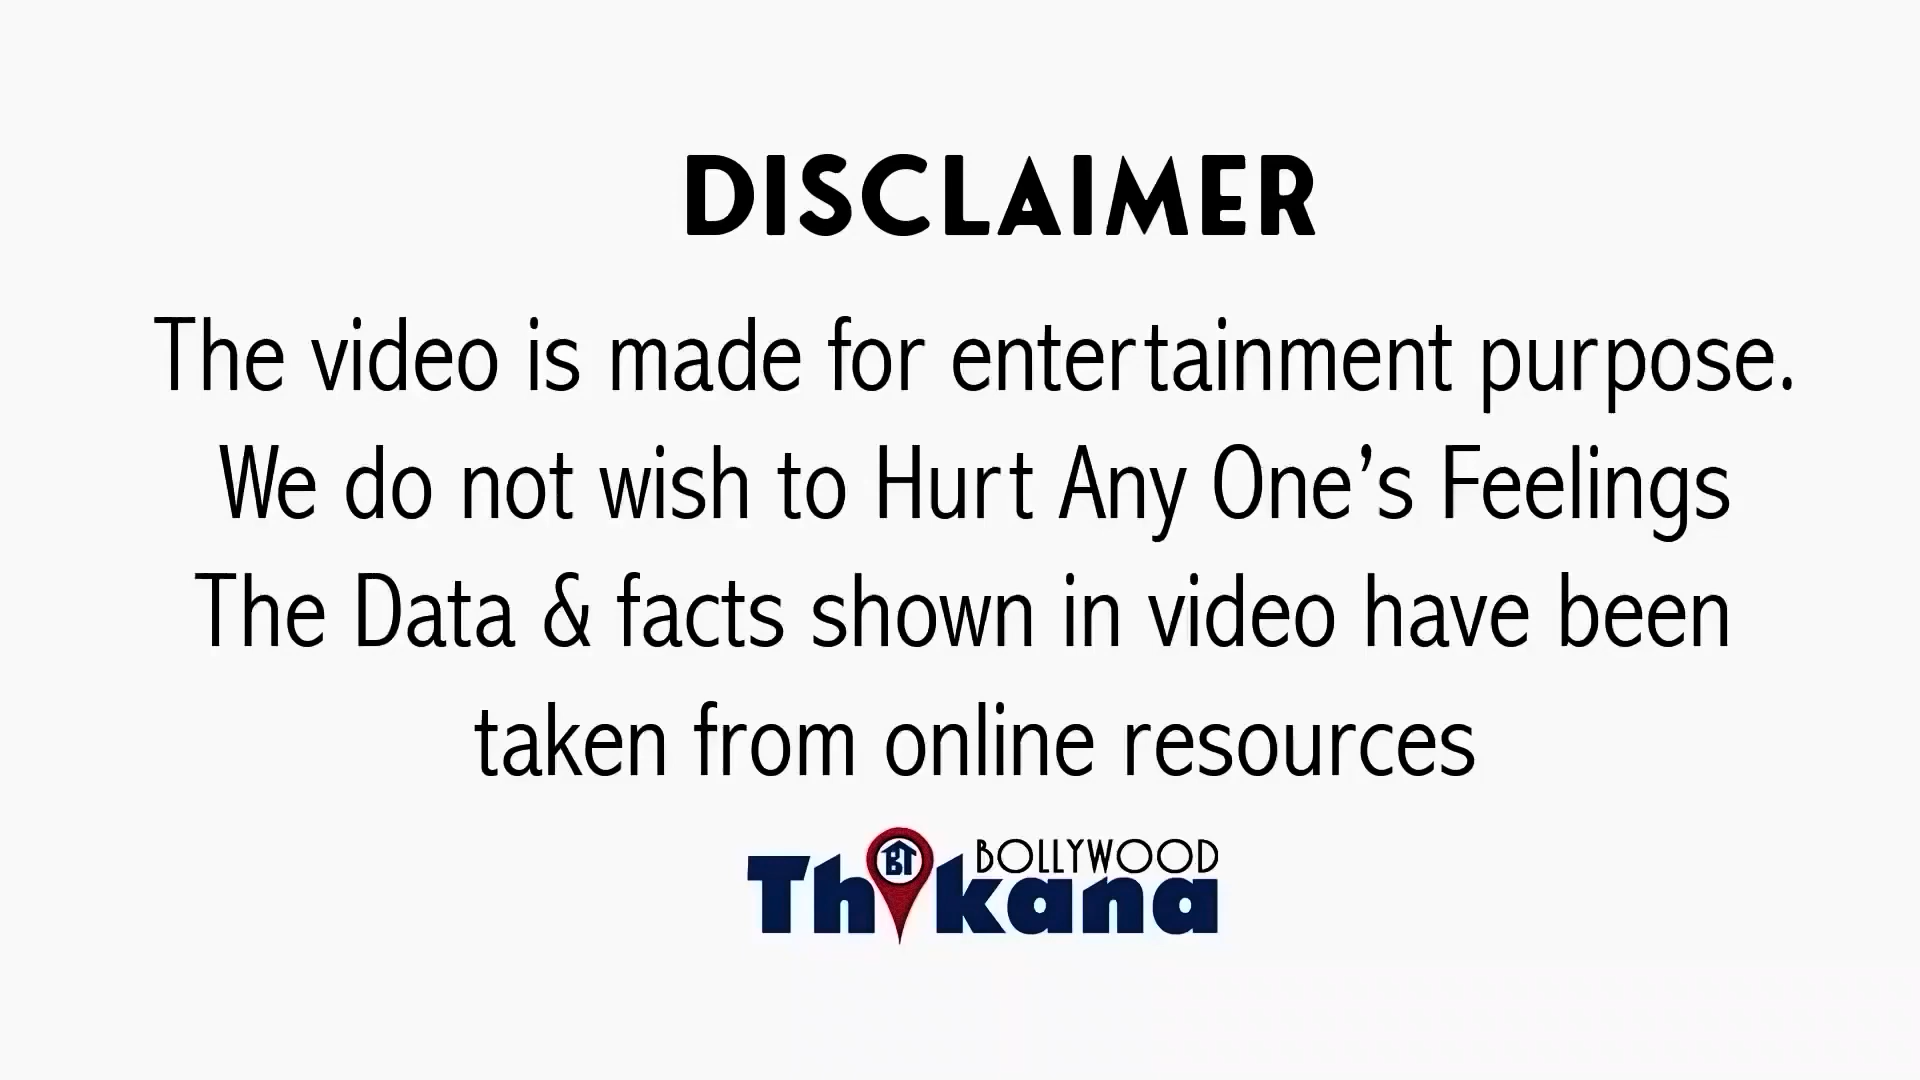 DISCLAIMER
The video is made for entertainment purpose.
We do not wish to Hurt Any One’s Feelings
The Data & facts shown in video have been
taken from online resources
BOLLYWOOD
BT
Thikana